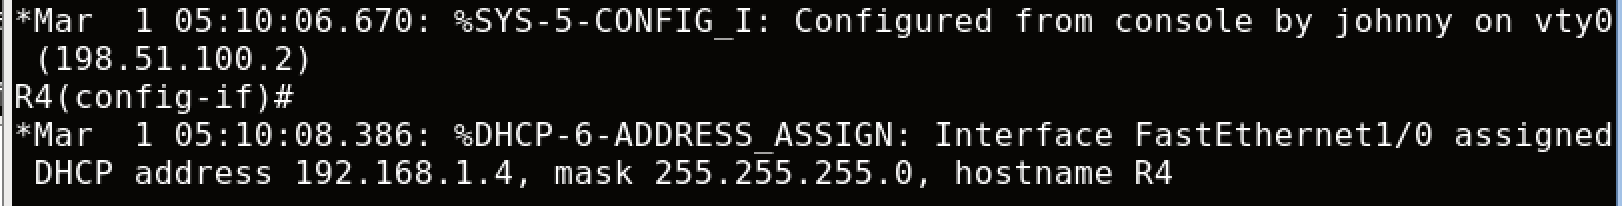 *Mar  1 05:10:06.670: %SYS-5-CONFIG_I: Configured from console by johnny on vty0
 (198.51.100.2)
R4(config-if)#
*Mar  1 05:10:08.386: %DHCP-6-ADDRESS_ASSIGN: Interface FastEthernet1/0 assigned
 DHCP address 192.168.1.4, mask 255.255.255.0, hostname R4